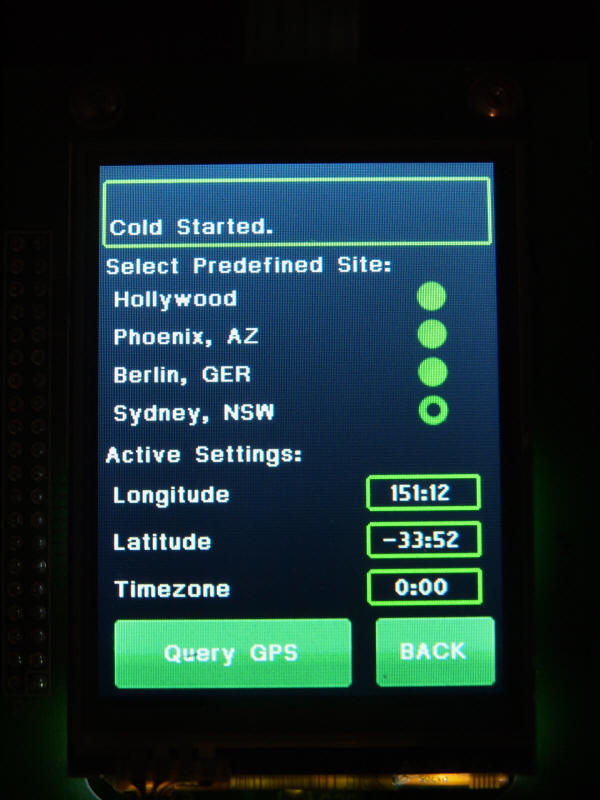 Cold Started.
Select Predefined Site:
Hollywood
Phoenix, AZ
Berlin, GER
Sydney, NSW
Active Settings:
Longitude 151:12
Latitude -33:52
Timezone 0:00
Query GPS BACK